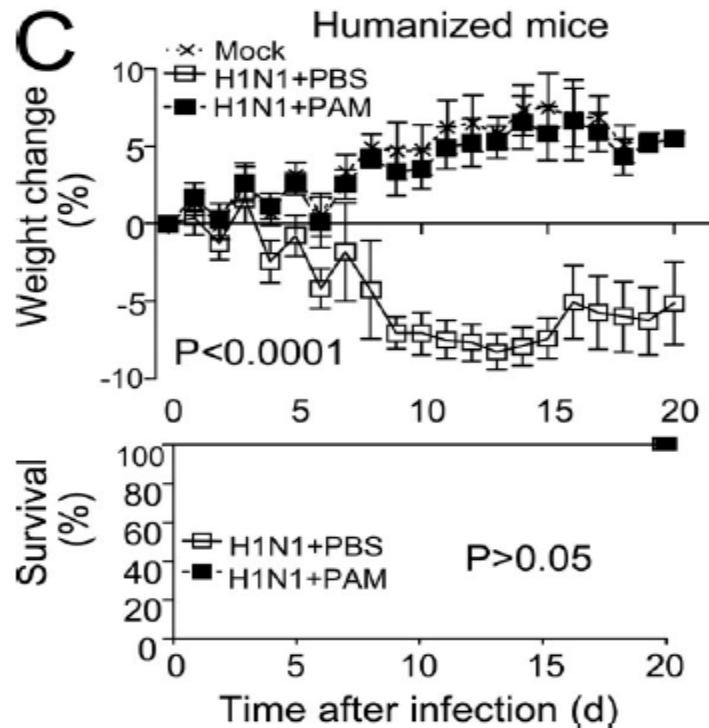 C
Humanized mice
Mock
H1N1+PBS
H1N1+PAM
Weight change
(%)
10
5
0
-5
-10
P<0.0001
0 5 10 15 20
Survival
(%)
100
80
60
40
20
0
H1N1+PBS
H1N1+PAM
P>0.05
0 5 10 15 20
Time after infection (d)